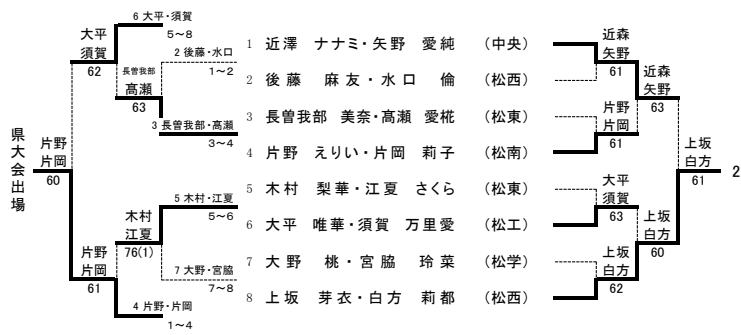 6 大平・須賀
5～8
大平
須賀
62
2 後藤・水口
1～2
長曽我部
髙瀬
63
3 長曽我部・髙瀬
3～4
県大会出場
片野
片岡
60
5 木村・江夏
5～6
木村
江夏
76(1)
片野
片岡
61
7 大野・宮脇
7～8
4 片野・片岡
1～4
1 近澤 ナナミ・矢野 愛純 (中央)
2 後藤 麻友・水口 倫 (松西)
3 長曽我部 美奈・髙瀬 愛椛 (松東)
4 片野 えりい・片岡 莉子 (松南)
5 木村 梨華・江夏 さくら (松東)
6 大平 唯華・須賀 万里愛 (松工)
7 大野 桃・宮脇 玲菜 (松学)
8 上坂 芽衣・白方 莉都 (松西)
近森
矢野
61
近森
矢野
63
片野
片岡
61
上坂
白方
61
2
大平
須賀
63
上坂
白方
60
上坂
白方
62